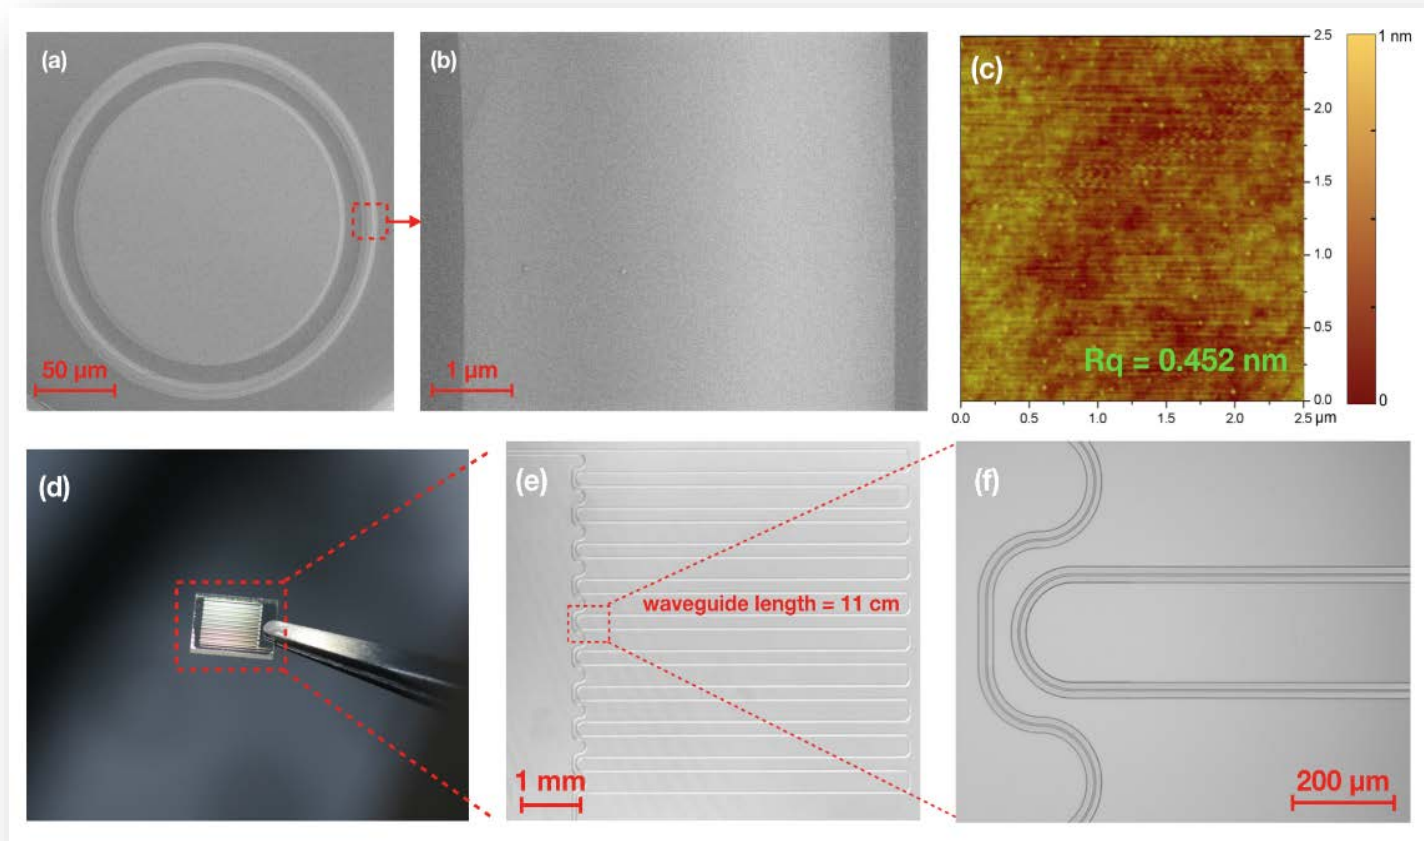 (a)
50 μm
(b)
1 μm
(c)
Rq = 0.452 nm
2.5
2.0
1.5
1.0
0.5
0.0
0.0 0.5 1.0 1.5 2.0 2.5 μm
1 nm
0
(d)
(e)
waveguide length = 11 cm
1 mm
(f)
200 μm